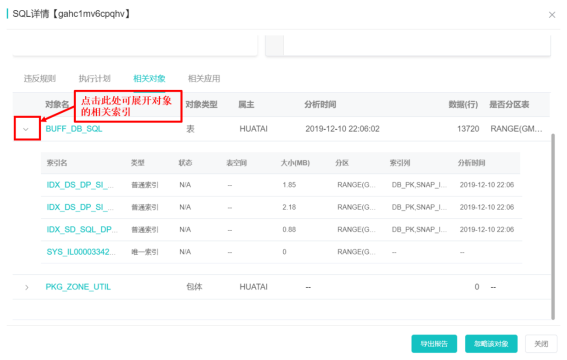 SQL详情【gahc1mv6cpqhv】
违反规则 执行计划 相关对象 相关应用
对象名 点击此处可展开对象的相关索引 对象类型 属主 分析时间 数据(行) 是否分区表
BUFF_DB_SQL 表 HUATAI 2019-12-10 22:06:02 13720 RANGE(GM...
索引名 类型 状态 表空间 大小(MB) 分区 索引列 分析时间
IDX_DS_DP_SI_... 普通索引 N/A -- 1.85 RANGE(G... DB_PK,SNAP_I... 2019-12-10 22:06
IDX_DS_DP_SI_... 普通索引 N/A -- 2.18 RANGE(G... DB_PK,SNAP_I... 2019-12-10 22:06
IDX_SD_SQL_DP... 普通索引 N/A -- 0.88 RANGE(G... DB_PK,SNAP_I... 2019-12-10 22:06
SYS_IL00003342... 唯一索引 N/A -- 0 RANGE(G... -- --
PKG_ZONE_UTIL 包体 HUATAI -- 0 --
导出报告 忽略该对象 关闭